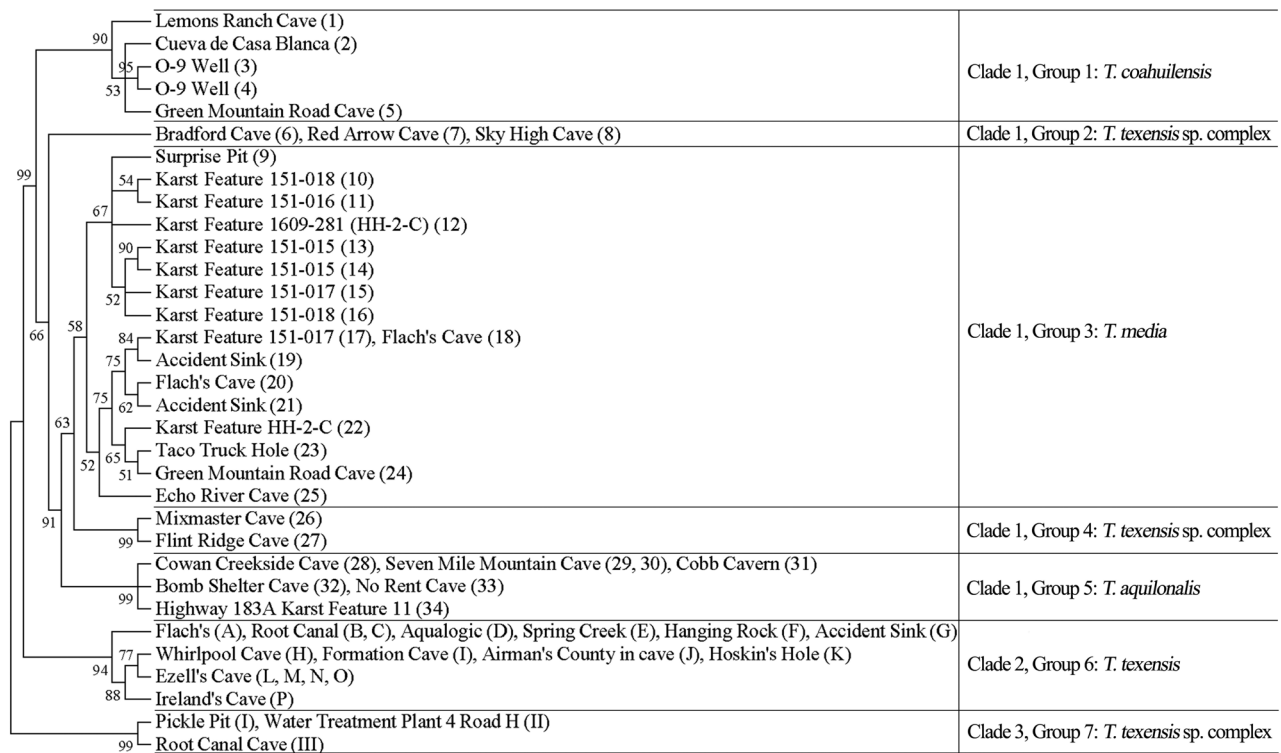 Lemons Ranch Cave (1)
90
Cueva de Casa Blanca (2)
95
O-9 Well (3)
Clade 1, Group 1: T. coahuilensis
O-9 Well (4)
53
Green Mountain Road Cave (5)
Bradford Cave (6), Red Arrow Cave (7), Sky High Cave (8)
Clade 1, Group 2: T. texensis sp. complex
Surprise Pit (9)
99
54
Karst Feature 151-018 (10)
Karst Feature 151-016 (11)
67
Karst Feature 1609-281 (HH-2-C) (12)
90
Karst Feature 151-015 (13)
Karst Feature 151-015 (14)
Karst Feature 151-017 (15)
52
Karst Feature 151-018 (16)
58
66
84
Karst Feature 151-017 (17), Flach's Cave (18)
Clade 1, Group 3: T. media
75
Accident Sink (19)
Flach's Cave (20)
75
62
Accident Sink (21)
63
Karst Feature HH-2-C (22)
Taco Truck Hole (23)
52
65
51
Green Mountain Road Cave (24)
Echo River Cave (25)
91
Mixmaster Cave (26)
Clade 1, Group 4: T. texensis sp. complex
99
Flint Ridge Cave (27)
Cowan Creekside Cave (28), Seven Mile Mountain Cave (29, 30), Cobb Cavern (31)
Bomb Shelter Cave (32), No Rent Cave (33)
Clade 1, Group 5: T. aquilonalis
99
Highway 183A Karst Feature 11 (34)
Flach's (A), Root Canal (B, C), Aqualogic (D), Spring Creek (E), Hanging Rock (F), Accident Sink (G)
77
Whirlpool Cave (H), Formation Cave (I), Airman's County in cave (J), Hoskin's Hole (K)
Clade 2, Group 6: T. texensis
94
Ezell's Cave (L, M, N, O)
88
Ireland's Cave (P)
Pickle Pit (I), Water Treatment Plant 4 Road H (II)
Clade 3, Group 7: T. texensis sp. complex
99
Root Canal Cave (III)